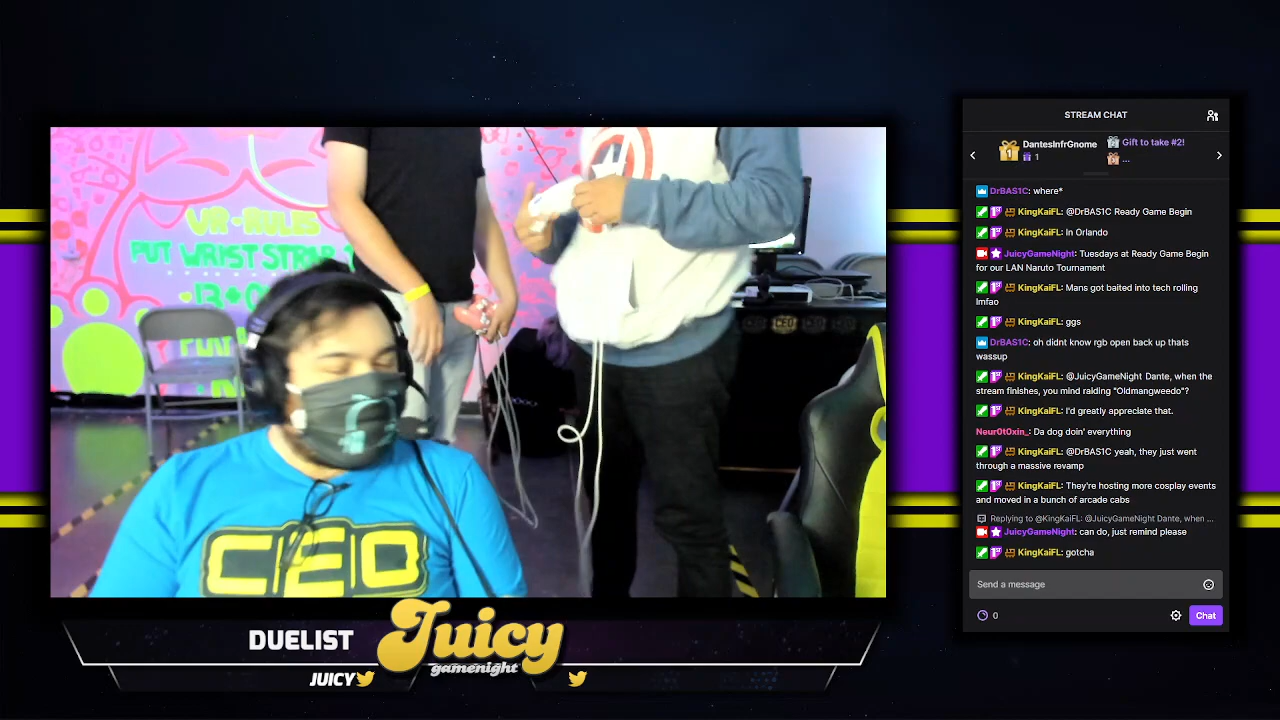 VR-RULES
PUT WRIST STRAP
CEO
CEO
DUELIST
Juicy
gamenight
JUICY
STREAM CHAT
DantesInfrGnome
1
1
Gift to take #2!
...
DrBAS1C: where*
KingKaiFL: @DrBAS1C Ready Game Begin
KingKaiFL: In Orlando
JuicyGameNight: Tuesdays at Ready Game Begin
for our LAN Naruto Tournament
KingKaiFL: Mans got baited into tech rolling
lmfao
KingKaiFL: ggs
DrBAS1C: oh didnt know rgb open back up thats
wassup
KingKaiFL: @JuicyGameNight Dante, when the
stream finishes, you mind raiding "Oldmangweedo"?
KingKaiFL: I'd greatly appreciate that.
Neur0t0xin_: Da dog doin' everything
KingKaiFL: @DrBAS1C yeah, they just went
through a massive revamp
KingKaiFL: They're hosting more cosplay events
and moved in a bunch of arcade cabs
Replying to @KingKaiFL: @JuicyGameNight Dante, when ...
JuicyGameNight: can do, just remind please
KingKaiFL: gotcha
Send a message
0
Chat